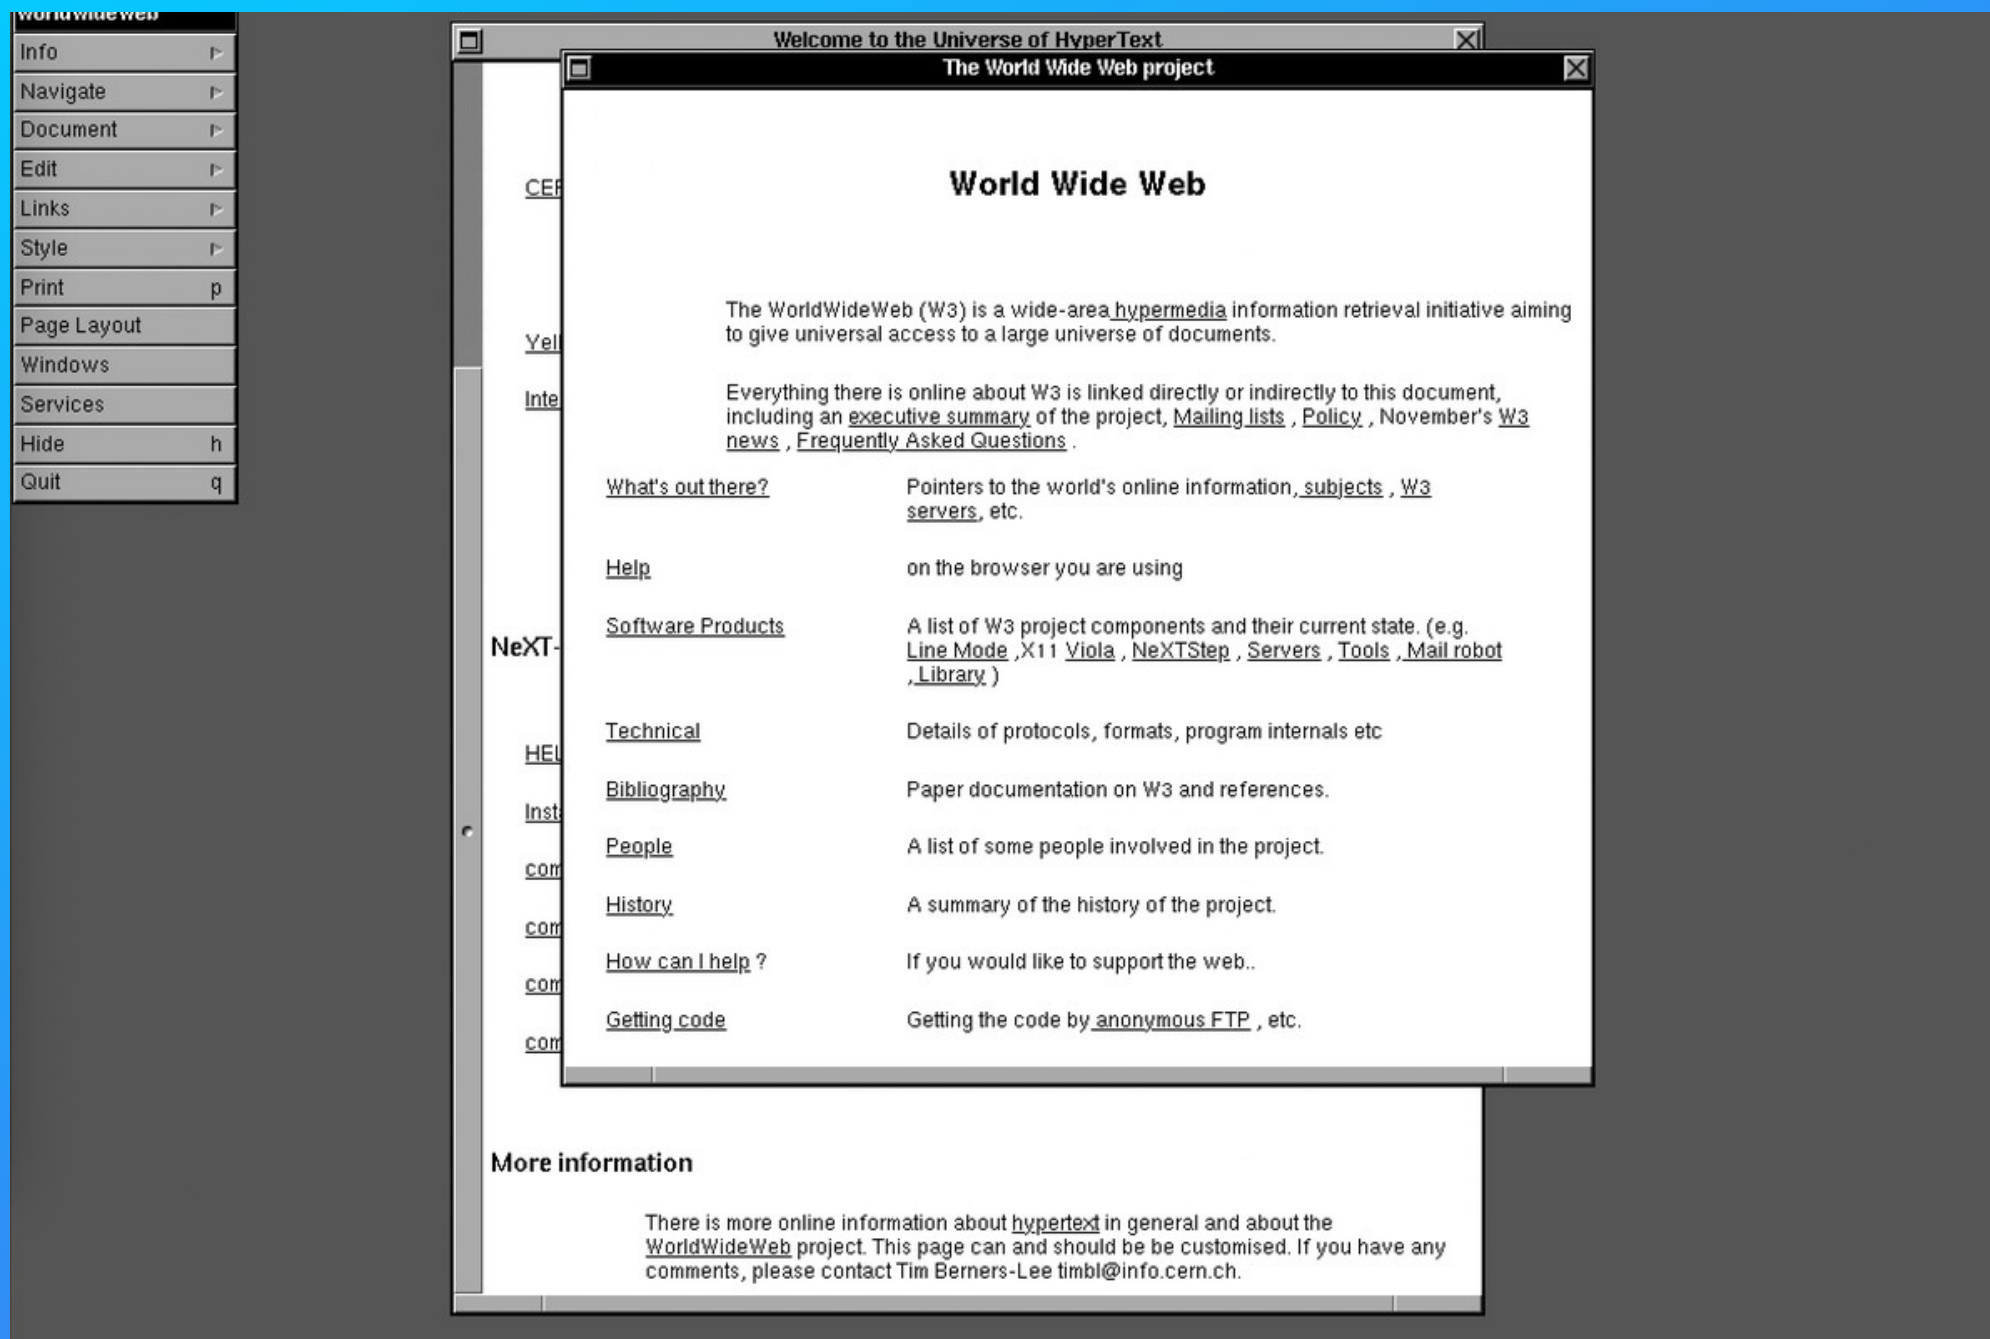 WorldWideWeb
Info
Navigate
Document
Edit
Links
Style
Print p
Page Layout
Windows
Services
Hide h
Quit q
Welcome to the Universe of HyperText
The World Wide Web project
World Wide Web
The WorldWideWeb (W3) is a wide-area hypermedia information retrieval initiative aiming
to give universal access to a large universe of documents.
Everything there is online about W3 is linked directly or indirectly to this document,
including an executive summary of the project, Mailing lists , Policy , November's W3
news , Frequently Asked Questions .
What's out there? Pointers to the world's online information, subjects , W3
servers, etc.
Help on the browser you are using
Software Products A list of W3 project components and their current state. (e.g.
Line Mode ,X11 Viola , NeXTStep , Servers , Tools , Mail robot
, Library )
Technical Details of protocols, formats, program internals etc
Bibliography Paper documentation on W3 and references.
People A list of some people involved in the project.
History A summary of the history of the project.
How can I help ? If you would like to support the web..
Getting code Getting the code by anonymous FTP , etc.
NeXT-
More information
There is more online information about hypertext in general and about the
WorldWideWeb project. This page can and should be be customised. If you have any
comments, please contact Tim Berners-Lee timbl@info.cern.ch.